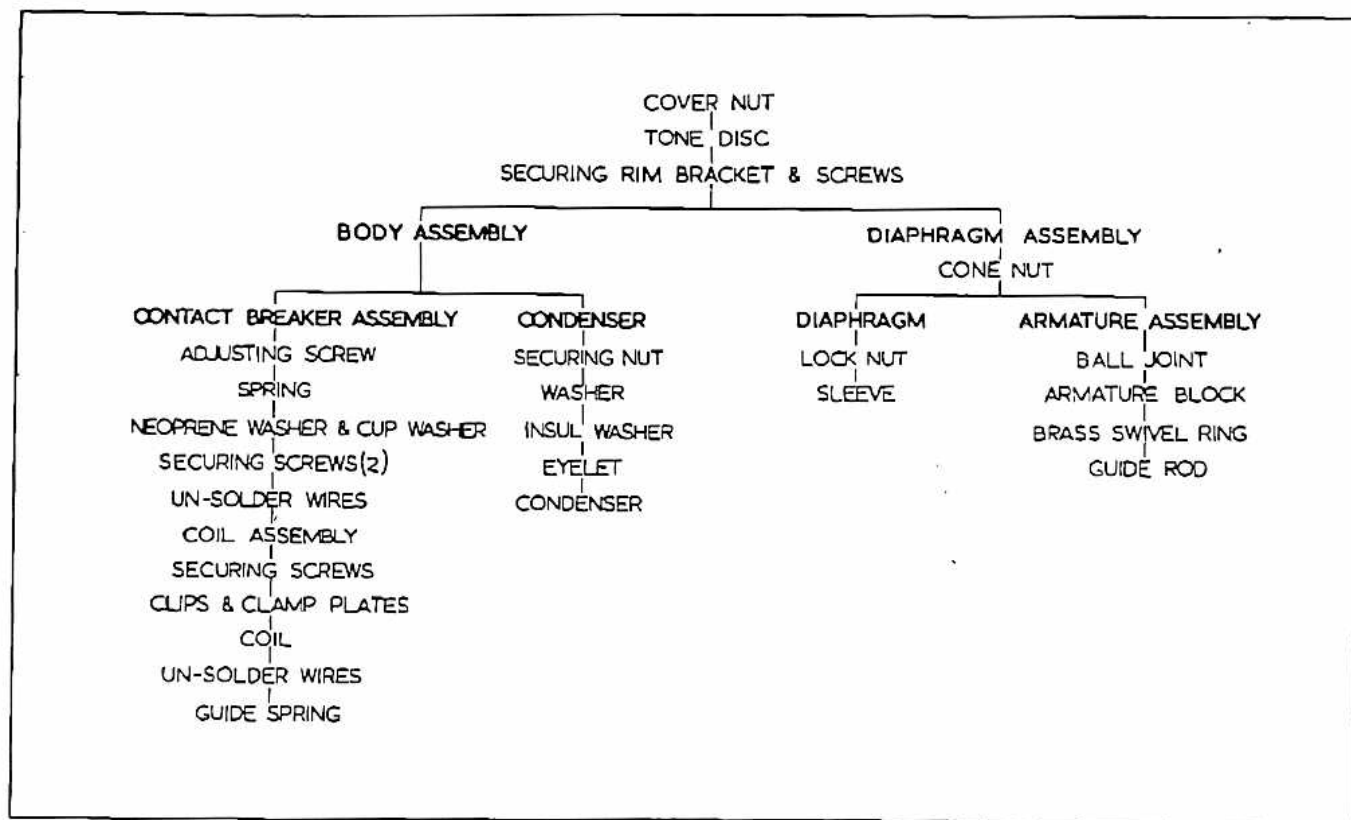 COVER NUT
TONE DISC
SECURING RIM BRACKET & SCREWS
BODY ASSEMBLY
DIAPHRAGM ASSEMBLY
CONE NUT
CONTACT BREAKER ASSEMBLY
ADJUSTING SCREW
SPRING
NEOPRENE WASHER & CUP WASHER
SECURING SCREWS(2)
UN-SOLDER WIRES
COIL ASSEMBLY
SECURING SCREWS
CLIPS & CLAMP PLATES
COIL
UN-SOLDER WIRES
GUIDE SPRING
CONDENSER
SECURING NUT
WASHER
INSUL WASHER
EYELET
CONDENSER
DIAPHRAGM
LOCK NUT
SLEEVE
ARMATURE ASSEMBLY
BALL JOINT
ARMATURE BLOCK
BRASS SWIVEL RING
GUIDE ROD